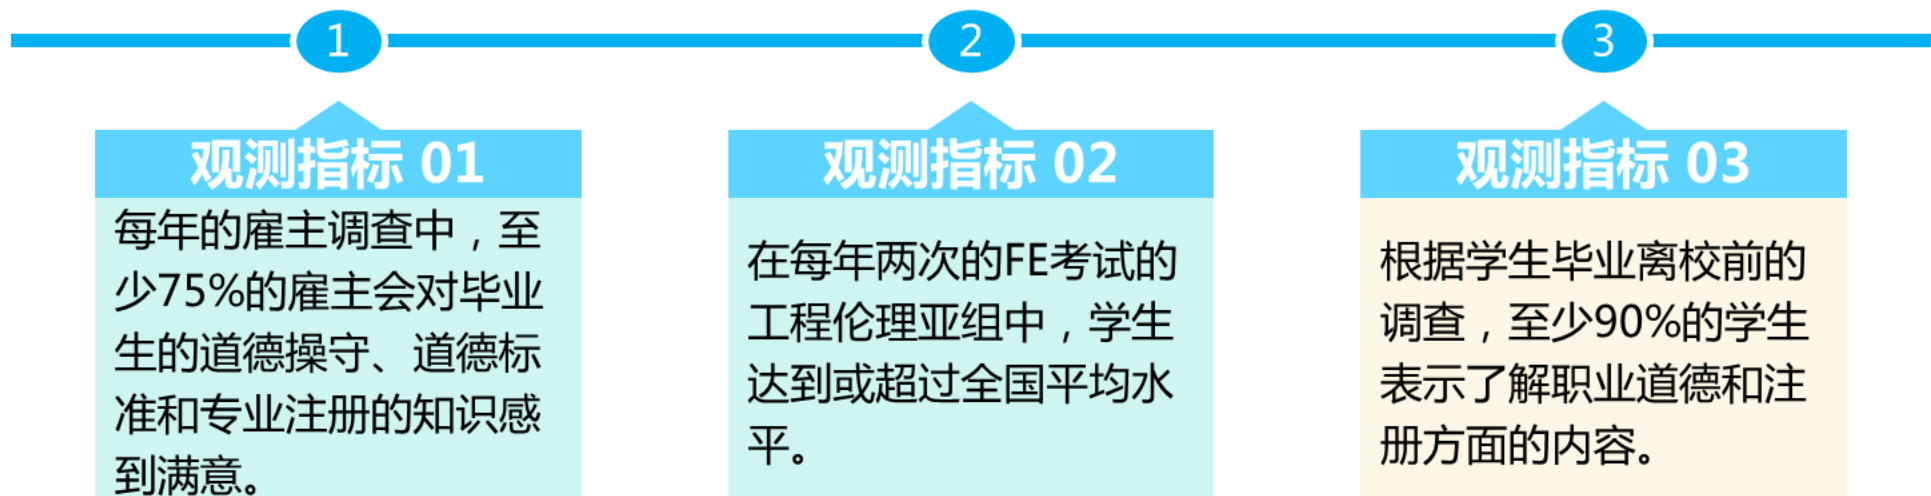 1
2
3
观测指标 01
每年的雇主调查中，至
少75%的雇主会对毕业
生的道德操守、道德标
准和专业注册的知识感
到满意。
观测指标 02
在每年两次的FE考试的
工程伦理亚组中，学生
达到或超过全国平均水
平。
观测指标 03
根据学生毕业离校前的
调查，至少90%的学生
表示了解职业道德和注
册方面的内容。